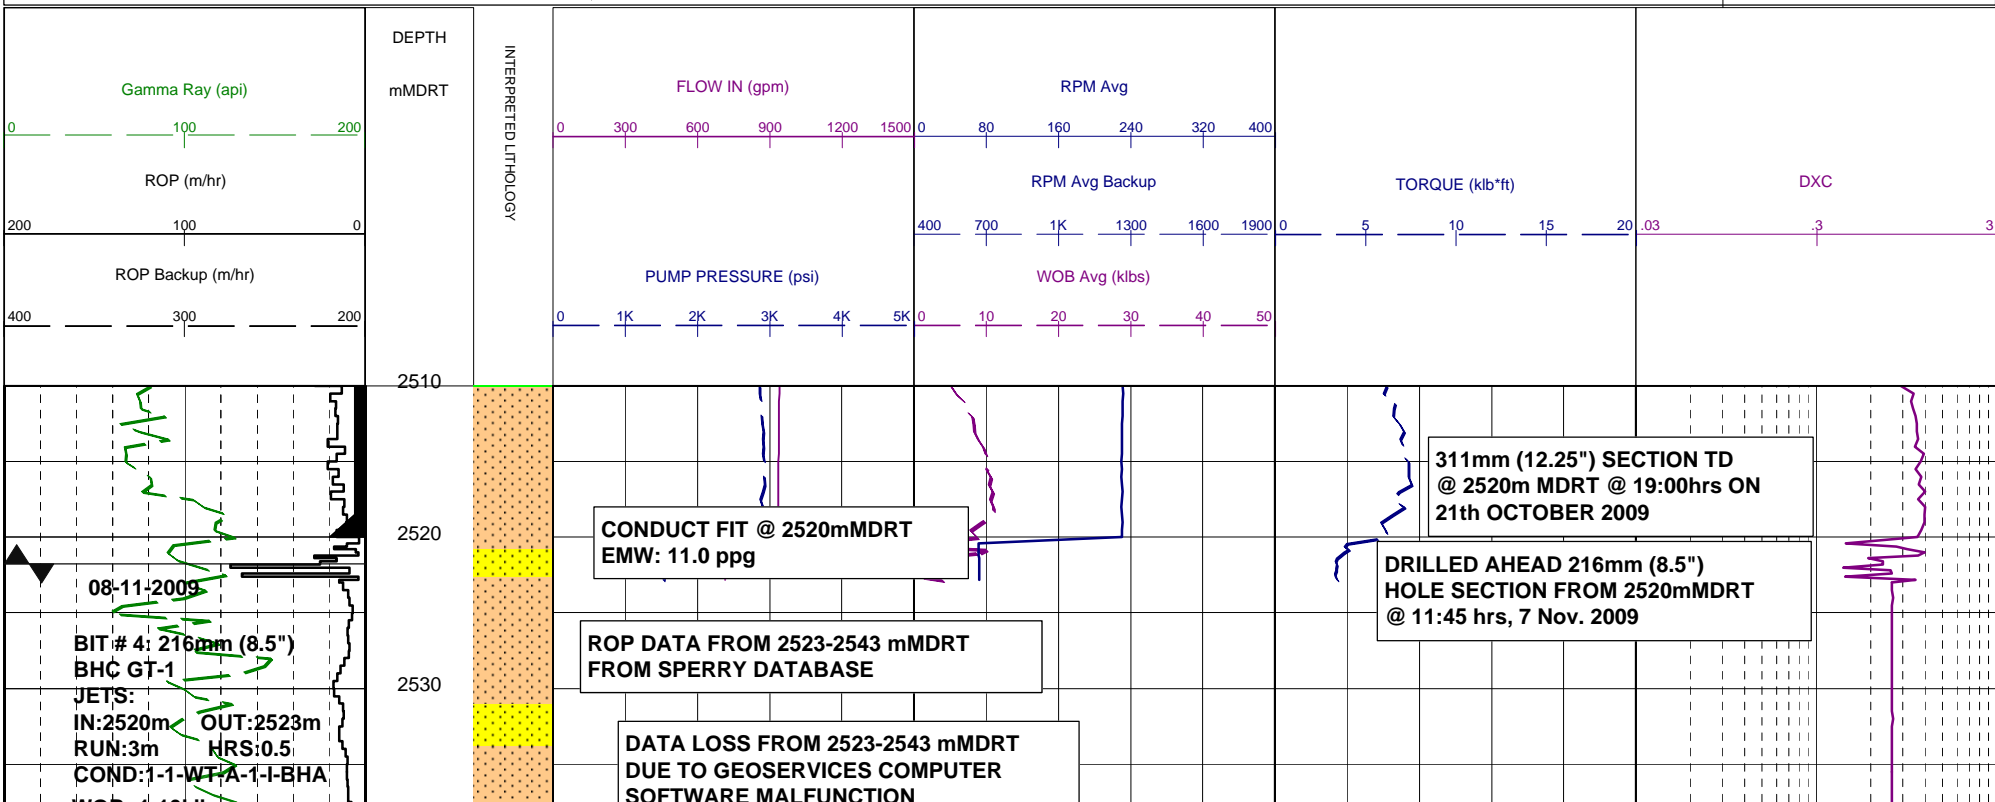 Gamma Ray (api)
0 100 200
ROP (m/hr)
200 100 0
ROP Backup (m/hr)
400 300 200
DEPTH
mMDRT
INTERPRETED LITHOLOGY
FLOW IN (gpm)
0 300 600 900 1200 1500
PUMP PRESSURE (psi)
0 1K 2K 3K 4K 5K
RPM Avg
0 80 160 240 320 400
RPM Avg Backup
400 700 1K 1300 1600 1900
WOB Avg (klbs)
0 10 20 30 40 50
TORQUE (klb*ft)
0 5 10 15 20
DXC
.03 .3 3
2510
2520
2530
08-11-2009
BIT # 4: 216mm (8.5")
BHC GT-1
JETS:
IN:2520m OUT:2523m
RUN:3m HRS:0.5
COND:1-1-WT-A-1-I-BHA
CONDUCT FIT @ 2520mMDRT
EMW: 11.0 ppg
ROP DATA FROM 2523-2543 mMDRT
FROM SPERRY DATABASE
DATA LOSS FROM 2523-2543 mMDRT
DUE TO GEOSERVICES COMPUTER
SOFTWARE MALFUNCTION
311mm (12.25") SECTION TD
@ 2520m MDRT @ 19:00hrs ON
21th OCTOBER 2009
DRILLED AHEAD 216mm (8.5")
HOLE SECTION FROM 2520mMDRT
@ 11:45 hrs, 7 Nov. 2009